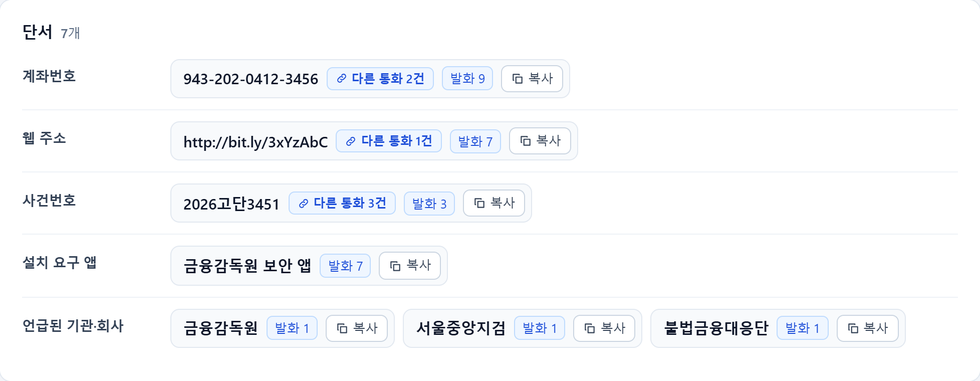 단서 7개
계좌번호 943-202-0412-3456 다른 통화 2건 발화 9 복사
웹 주소 http://bit.ly/3xYzAbC 다른 통화 1건 발화 7 복사
사건번호 2026고단3451 다른 통화 3건 발화 3 복사
설치 요구 앱 금융감독원 보안 앱 발화 7 복사
언급된 기관·회사 금융감독원 발화 1 복사 서울중앙지검 발화 1 복사 불법금융대응단 발화 1 복사